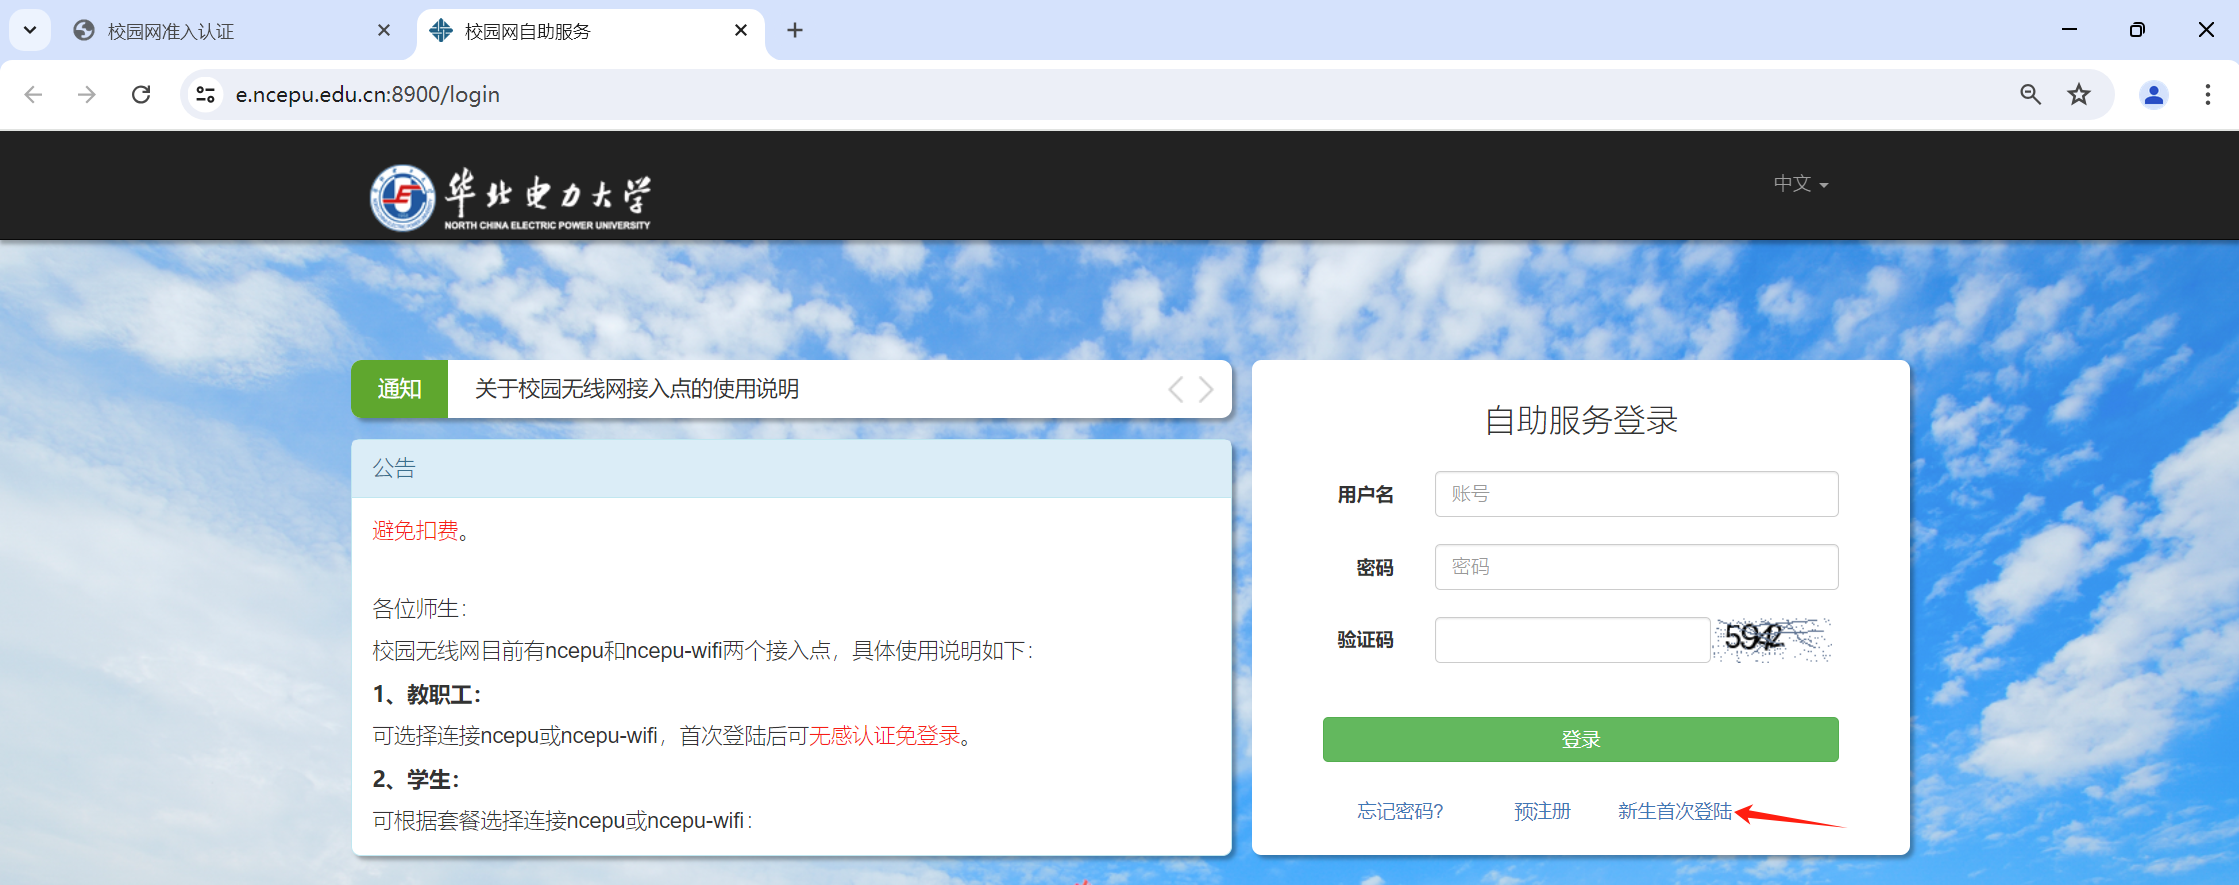 校园网准入认证
校园网自助服务
e.ncepu.edu.cn:8900/login
华北电力大学
NORTH CHINA ELECTRIC POWER UNIVERSITY
中文
通知
关于校园无线网接入点的使用说明
公告
避免扣费。
各位师生：
校园无线网目前有ncepu和ncepu-wifi两个接入点，具体使用说明如下：
1、教职工：
可选择连接ncepu或ncepu-wifi，首次登陆后可无感认证免登录。
2、学生：
可根据套餐选择连接ncepu或ncepu-wifi：
自助服务登录
用户名
账号
密码
密码
验证码
5942
登录
忘记密码?
预注册
新生首次登陆